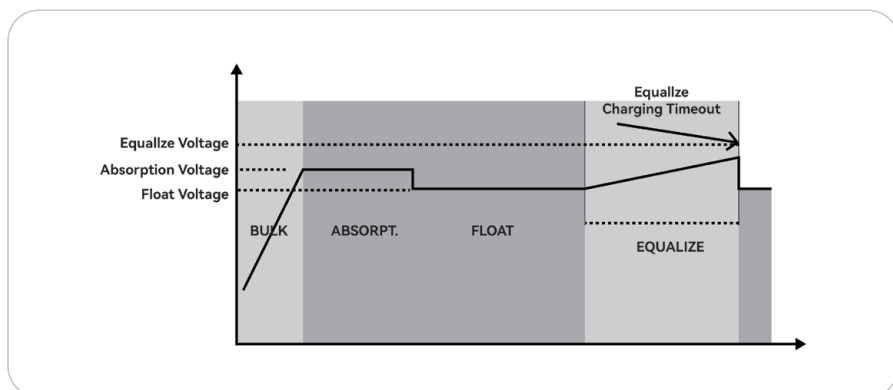 Equallze
Charging Timeout
Equallze Voltage
Absorption Voltage
Float Voltage
BULK
ABSORPT.
FLOAT
EQUALIZE